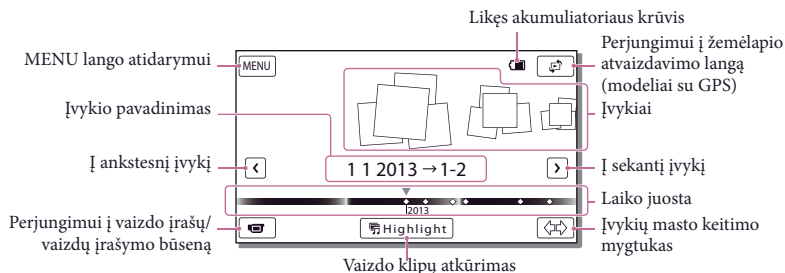 Likęs akumuliatoriaus krūvis
MENU lango atidarymui
MENU
Perjungimui į žemėlapio
atvaizdavimo langą
(modeliai su GPS)
Įvykio pavadinimas
Įvykiai
Į ankstesnį įvykį
1 1 2013 →1-2
Į sekantį įvykį
Laiko juosta
2013
Perjungimui į vaizdo įrašų/
vaizdų įrašymo būseną
Highlight
Įvykių masto keitimo
mygtukas
Vaizdo klipų atkūrimas